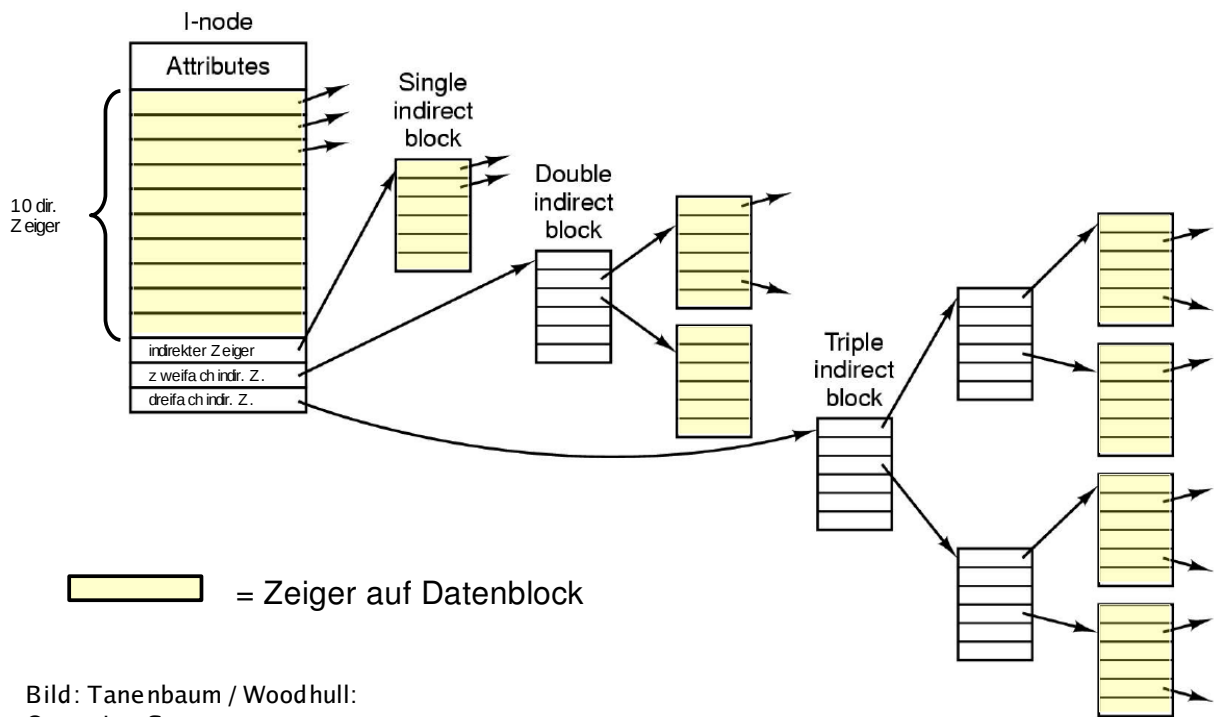 I-node
Attributes
10 dir.
Zeiger
indirekter Zeiger
zweifach indir. Z.
dreifach indir. Z.
Single
indirect
block
Double
indirect
block
Triple
indirect
block
= Zeiger auf Datenblock
Bild: Tanenbaum / Woodhull: